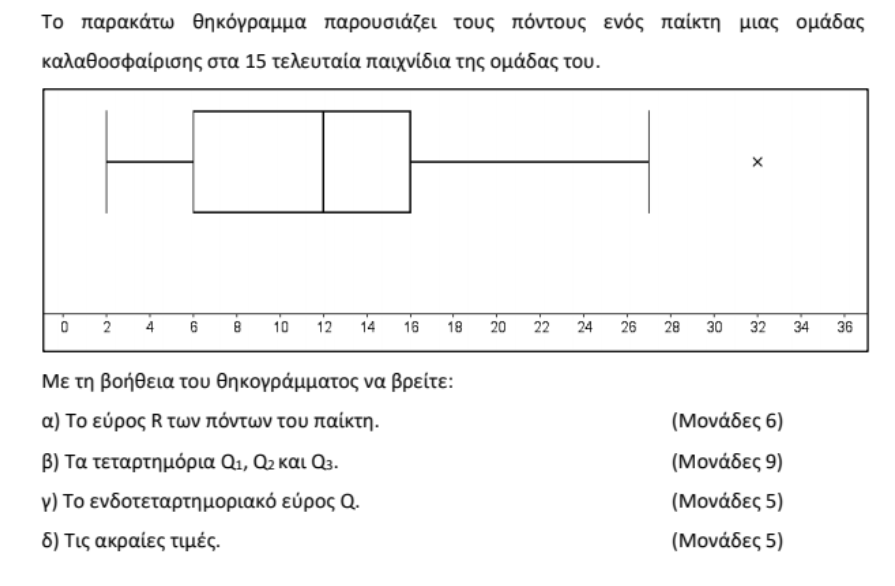 Το παρακάτω θηκόγραμμα παρουσιάζει τους πόντους ενός παίκτη μιας ομάδας
καλαθοσφαίρισης στα 15 τελευταία παιχνίδια της ομάδας του.
×
0 2 4 6 8 10 12 14 16 18 20 22 24 26 28 30 32 34 36
Με τη βοήθεια του θηκογράμματος να βρείτε:
α) Το εύρος R των πόντων του παίκτη. (Μονάδες 6)
β) Τα τεταρτημόρια Q₁, Q₂ και Q₃. (Μονάδες 9)
γ) Το ενδοτεταρτημοριακό εύρος Q. (Μονάδες 5)
δ) Τις ακραίες τιμές. (Μονάδες 5)